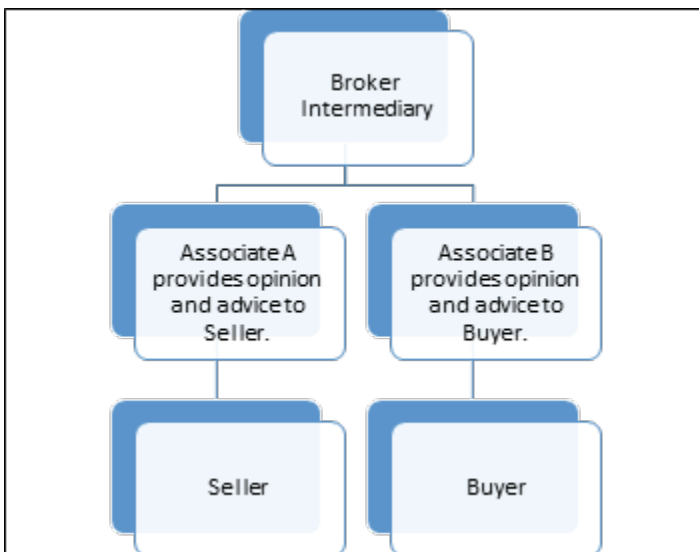 Broker
Intermediary
Associate A
provides opinion
and advice to
Seller.
Associate B
provides opinion
and advice to
Buyer.
Seller
Buyer